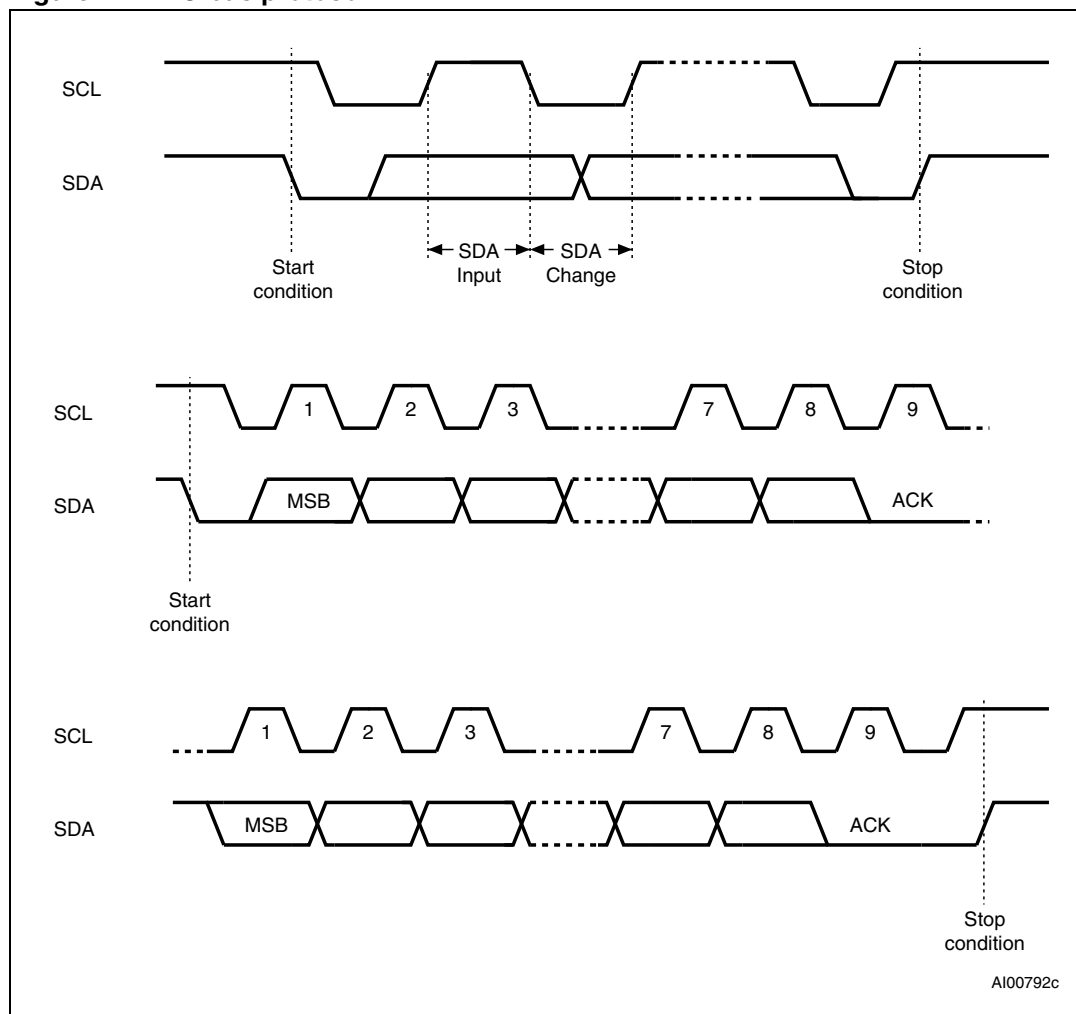 SCL
SDA
SDA
Input
SDA
Change
Start
condition
Stop
condition
SCL
1 2 3 7 8 9
SDA
MSB ACK
Start
condition
SCL
1 2 3 7 8 9
SDA
MSB ACK
Stop
condition
AI00792c